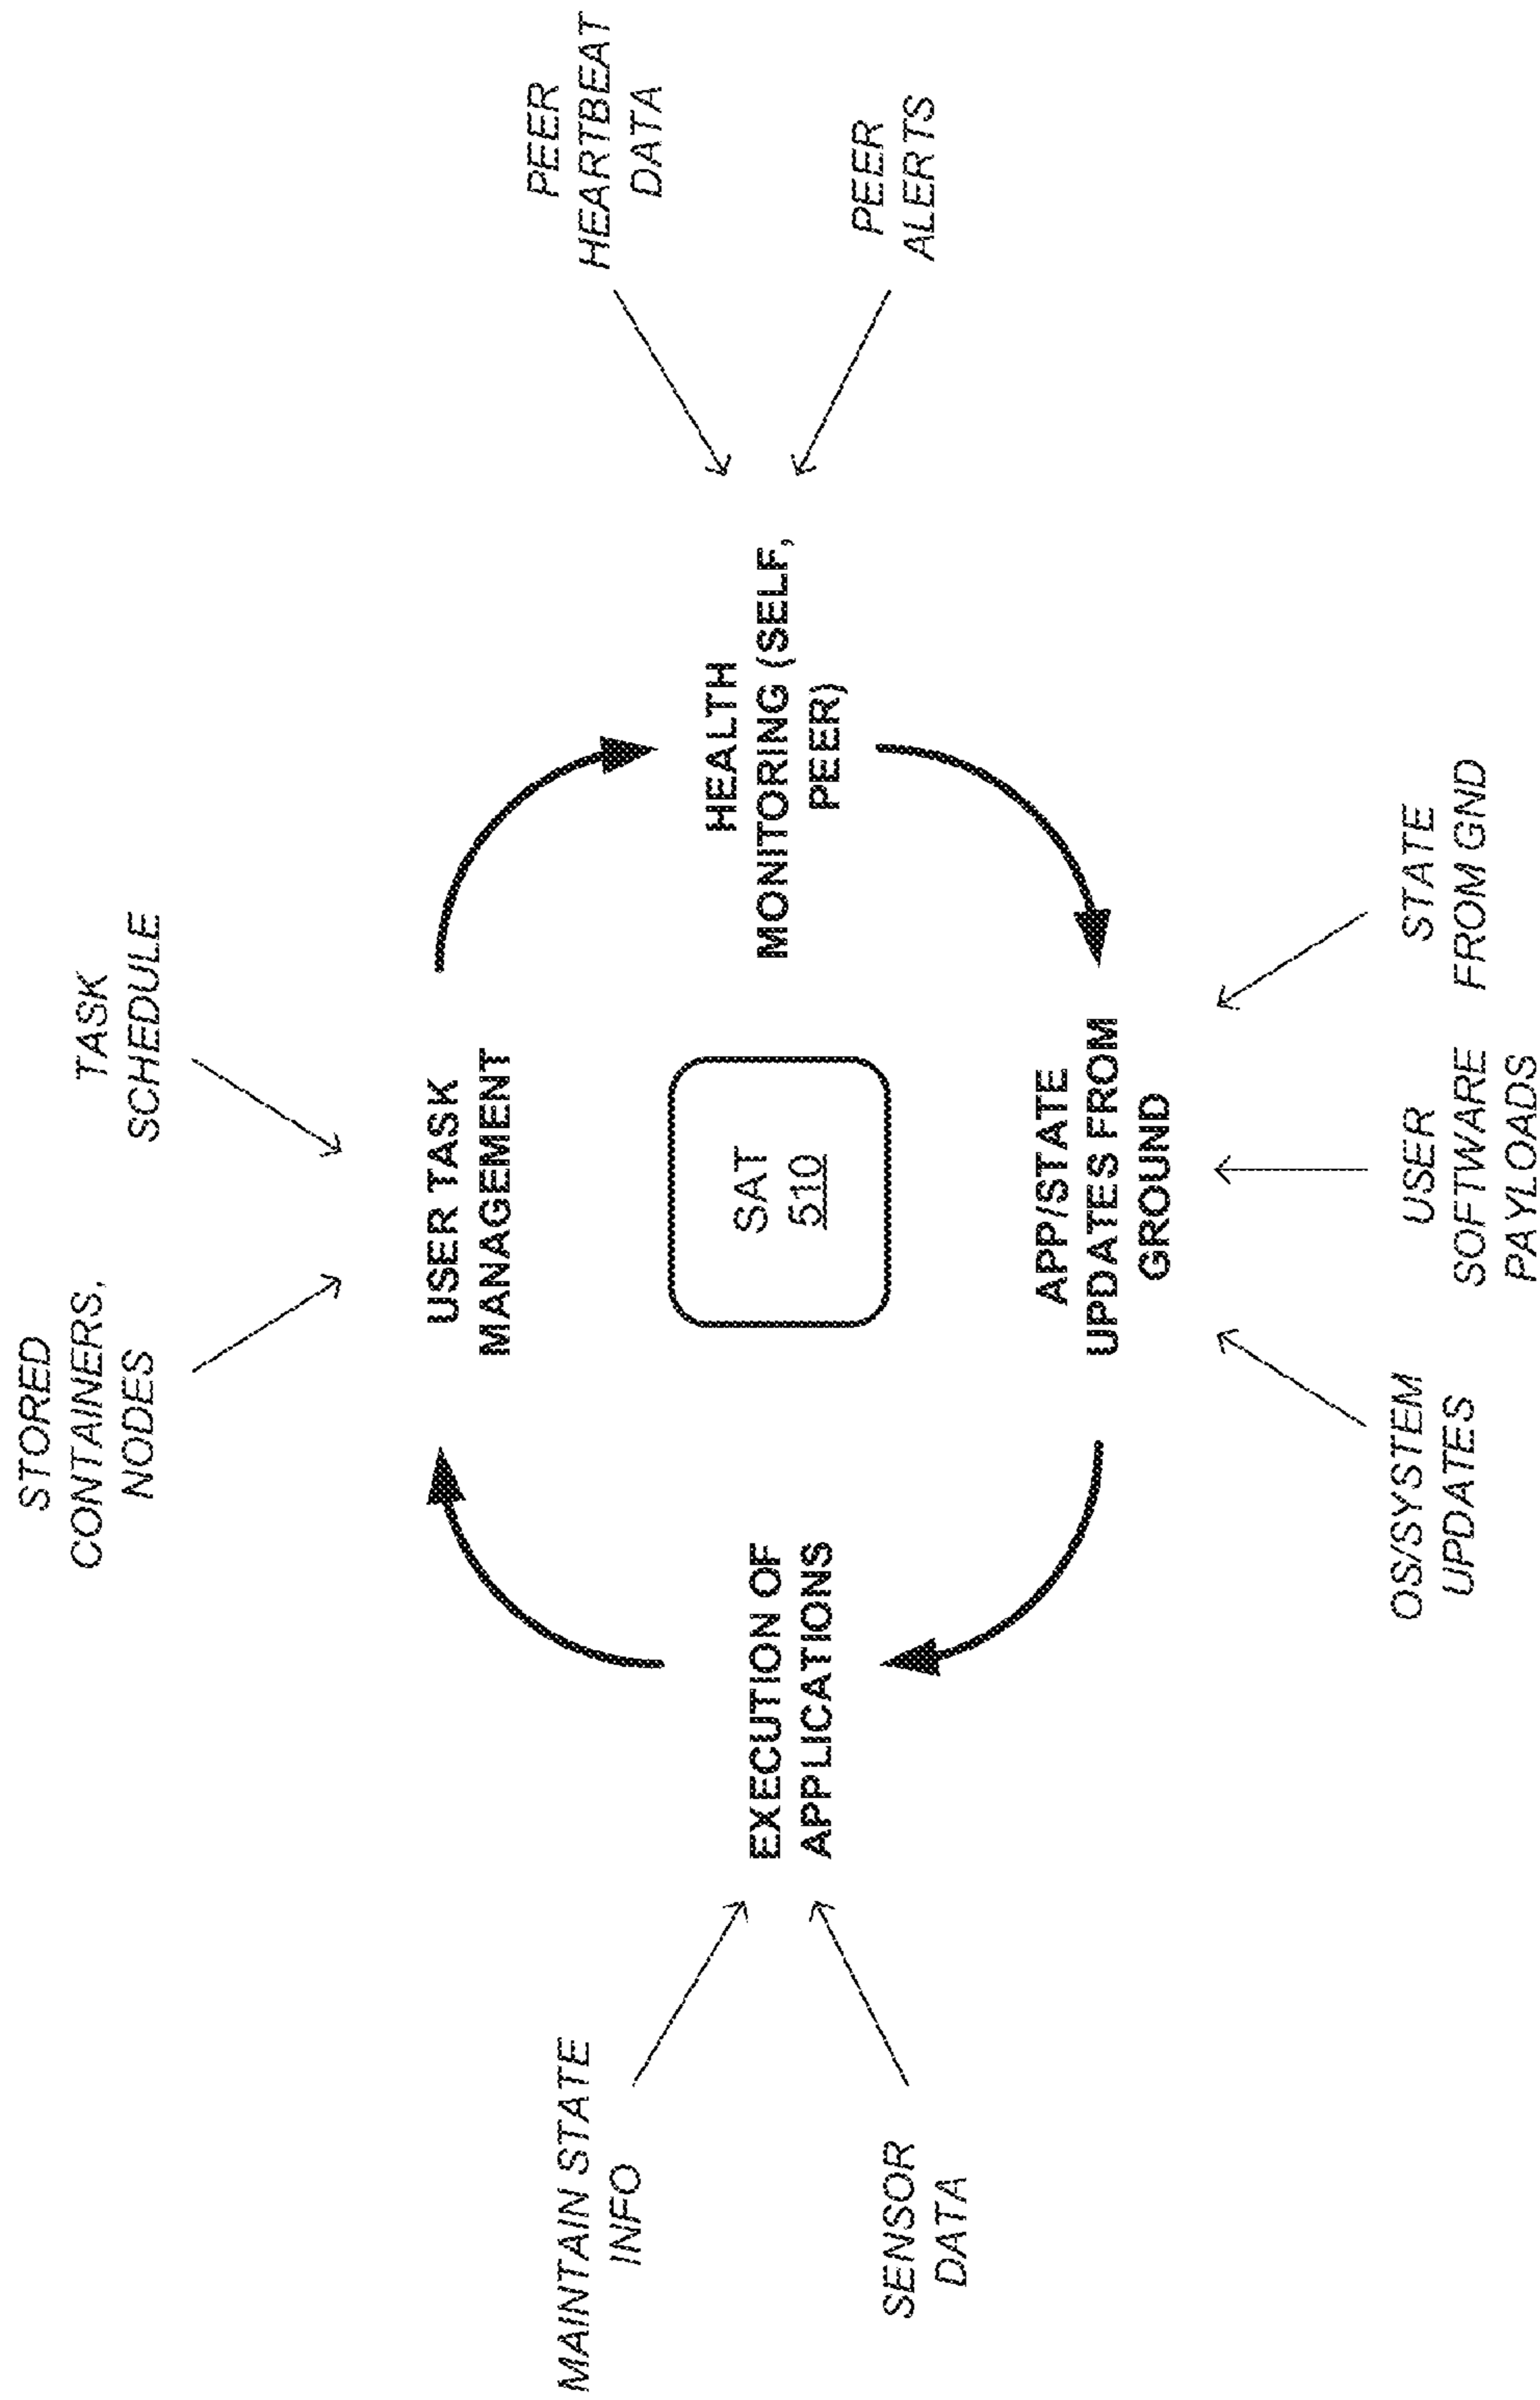 STORED
CONTAINERS,
NODES
TASK
SCHEDULE
USER TASK
MANAGEMENT
MAINTAIN STATE
INFO
SENSOR
DATA
EXECUTION OF
APPLICATIONS
SAT
510
HEALTH
MONITORING (SELF,
PEER)
PEER
HEARTBEAT
DATA
PEER
ALERTS
APP/STATE
UPDATES FROM
GROUND
OS/SYSTEM
UPDATES
USER
SOFTWARE
PAYLOADS
STATE
FROM GND